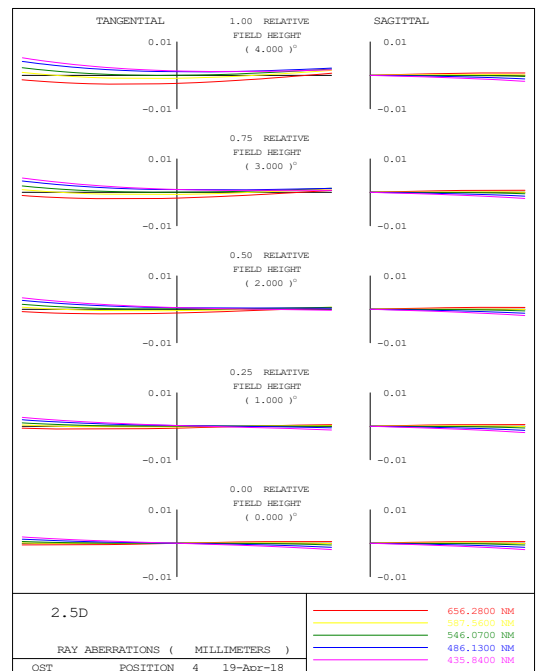 TANGENTIAL 1.00 RELATIVE SAGITTAL
FIELD HEIGHT
( 4.000 )°
0.01 0.01
-0.01 -0.01
0.75 RELATIVE
FIELD HEIGHT
( 3.000 )°
0.01 0.01
-0.01 -0.01
0.50 RELATIVE
FIELD HEIGHT
( 2.000 )°
0.01 0.01
-0.01 -0.01
0.25 RELATIVE
FIELD HEIGHT
( 1.000 )°
0.01 0.01
-0.01 -0.01
0.00 RELATIVE
FIELD HEIGHT
( 0.000 )°
0.01 0.01
-0.01 -0.01
2.5D
RAY ABERRATIONS ( MILLIMETERS )
OST POSITION 4 19-Apr-18
656.2800 NM
NM
546.0700 NM
486.1300 NM
435.8400 NM